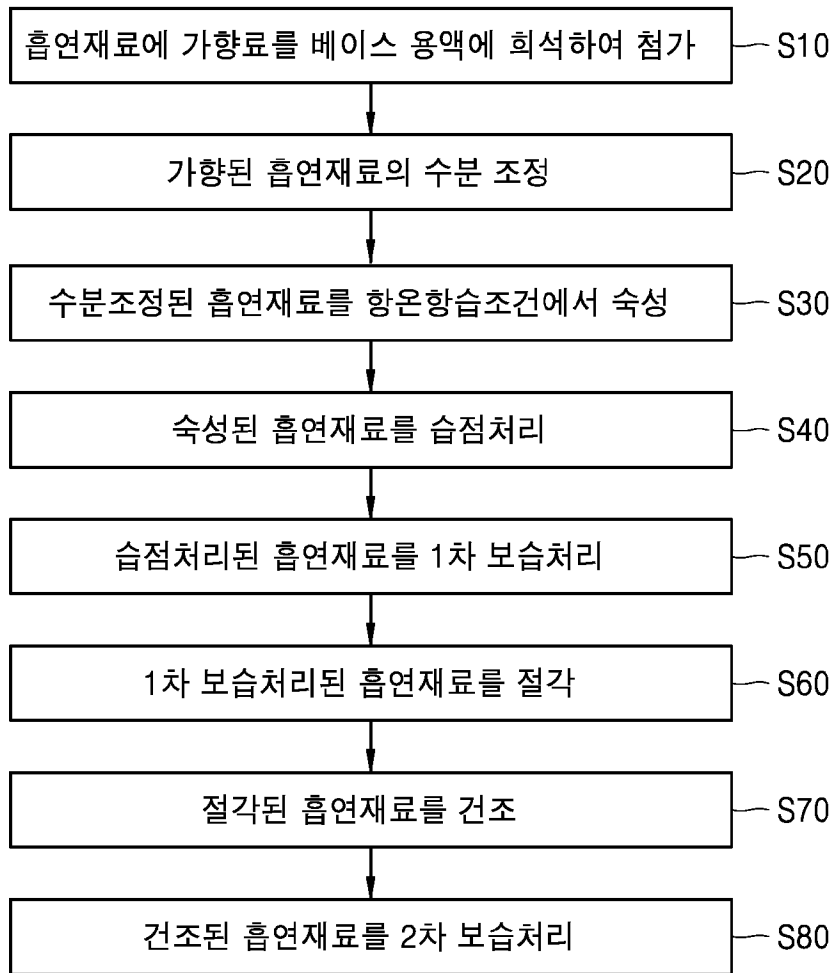 흡연재료에 가향료를 베이스 용액에 희석하여 첨가 S10
가향된 흡연재료의 수분 조정 S20
수분조정된 흡연재료를 항온항습조건에서 숙성 S30
숙성된 흡연재료를 습점처리 S40
습점처리된 흡연재료를 1차 보습처리 S50
1차 보습처리된 흡연재료를 절각 S60
절각된 흡연재료를 건조 S70
건조된 흡연재료를 2차 보습처리 S80